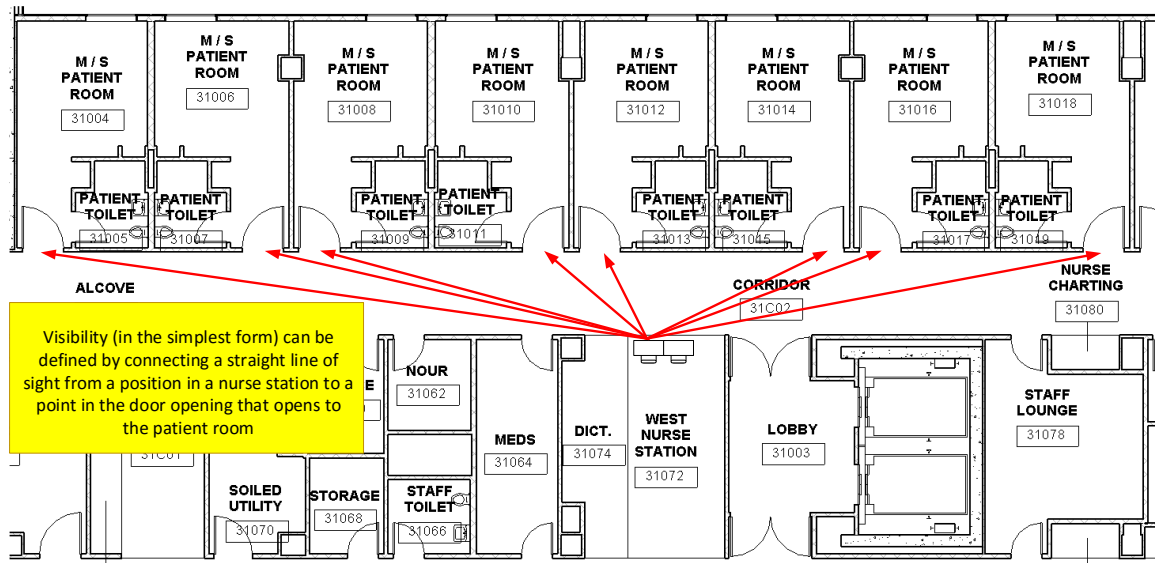 M / S
PATIENT
ROOM
31004
M / S
PATIENT
ROOM
31006
M / S
PATIENT
ROOM
31008
M / S
PATIENT
ROOM
31010
M / S
PATIENT
ROOM
31012
M / S
PATIENT
ROOM
31014
M / S
PATIENT
ROOM
31016
M / S
PATIENT
ROOM
31018
PATIENT
TOILET
31005
PATIENT
TOILET
31007
PATIENT
TOILET
31009
PATIENT
TOILET
31011
PATIENT
TOILET
31013
PATIENT
TOILET
31015
PATIENT
TOILET
31017
PATIENT
TOILET
31019
ALCOVE
CORRIDOR
31C02
NURSE
CHARTING
31080
Visibility (in the simplest form) can be
defined by connecting a straight line of
sight from a position in a nurse station to a
point in the door opening that opens to
the patient room
E
NOUR
31062
31C01
SOILED
UTILITY
31070
STORAGE
31068
STAFF
TOILET
31066
MEDS
31064
DICT.
31074
WEST
NURSE
STATION
31072
LOBBY
31003
STAFF
LOUNGE
31078